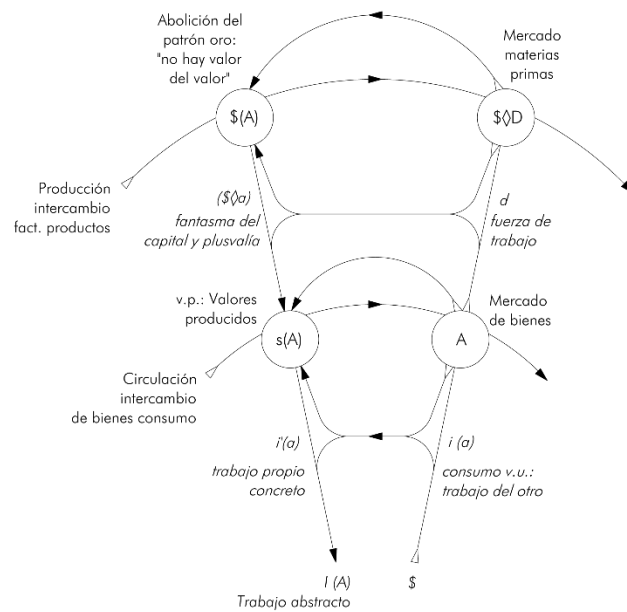 Abolición del
patrón oro:
"no hay valor
del valor"
Mercado
materias
primas
$(A)
$◊D
Producción
intercambio
fact. productos
($◊a)
fantasma del
capital y plusvalía
d
fuerza de
trabajo
v.p.: Valores
producidos
Mercado
de bienes
s(A)
A
Circulación
intercambio
de bienes consumo
i'(a)
trabajo propio
concreto
i (a)
consumo v.u.:
trabajo del otro
I (A)
Trabajo abstracto
$